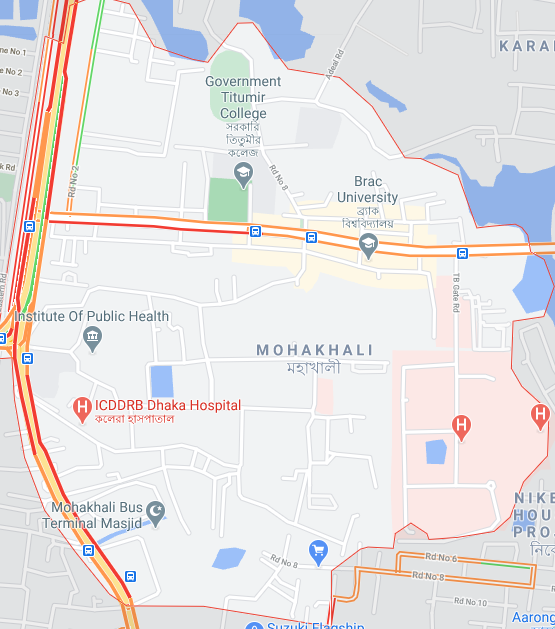 ne No.1
ne No 2
No 3
k Rd
Adeal Rd
KARA
Government
Titumir
College
সরকারি
তিতুমীর
কলেজ
Rd No 2
Rd No 8
Brac
University
ব্র্যাক
বিশ্ববিদ্যালয়
TB Gate Rd
Institute Of Public Health
MOHAKHALI
মহাখালী
ICDDRB Dhaka Hospital
কলেরা হাসপাতাল
Mohakhali Bus
Terminal Masjid
NIKE
HOU
PRO
নিকে
Rd No 8
Rd No 6
Rd No 8
Rd No 10
Aarong
Suzuki Flagship